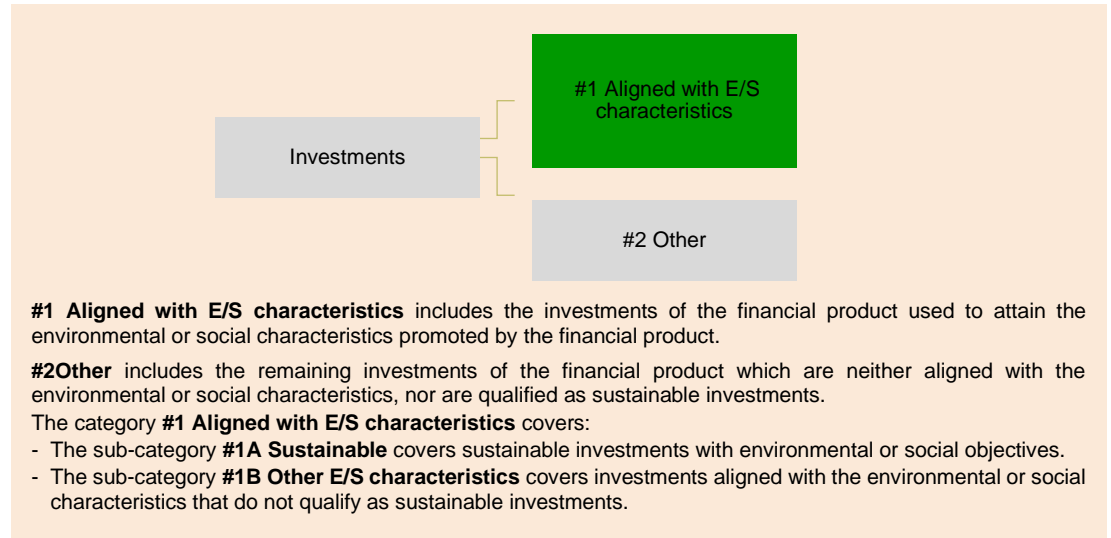 #1 Aligned with E/S
characteristics
Investments
#2 Other
#1 Aligned with E/S characteristics includes the investments of the financial product used to attain the
environmental or social characteristics promoted by the financial product.
#2Other includes the remaining investments of the financial product which are neither aligned with the
environmental or social characteristics, nor are qualified as sustainable investments.
The category #1 Aligned with E/S characteristics covers:
- The sub-category #1A Sustainable covers sustainable investments with environmental or social objectives.
- The sub-category #1B Other E/S characteristics covers investments aligned with the environmental or social
characteristics that do not qualify as sustainable investments.